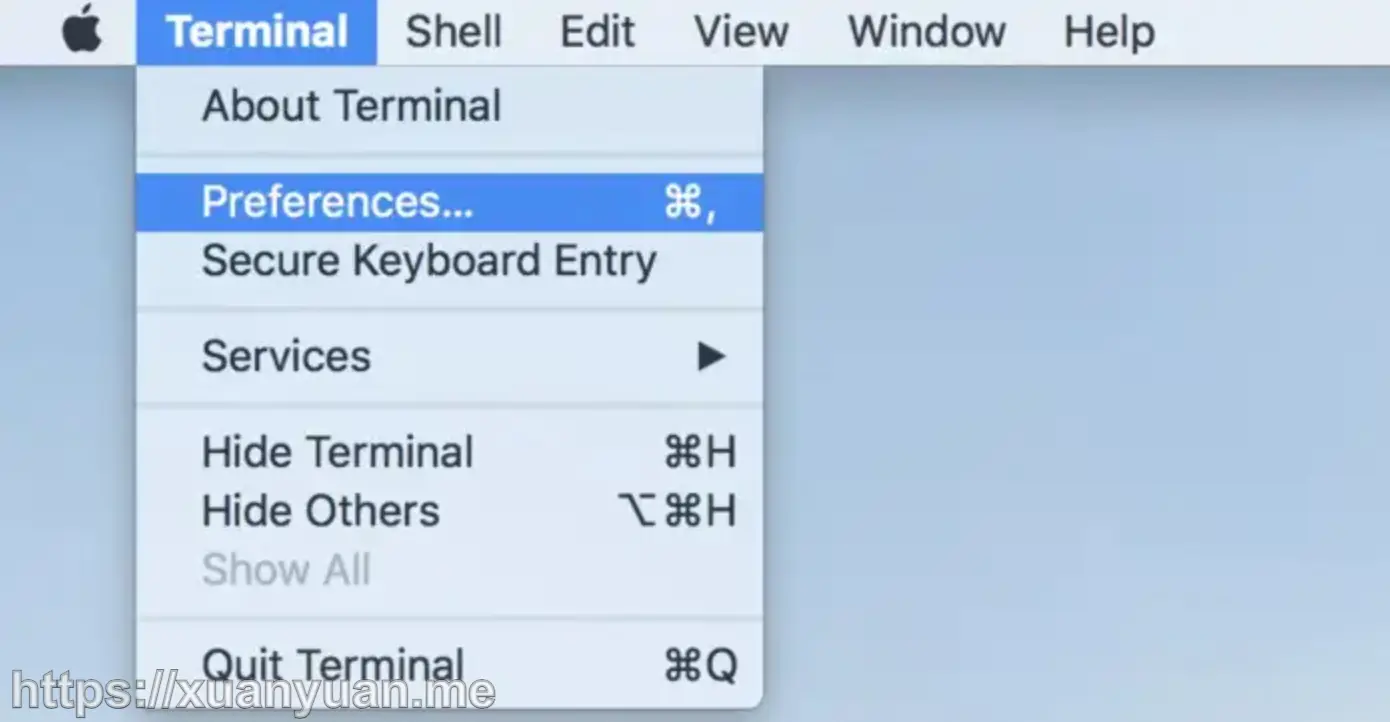 Terminal Shell Edit View Window Help
About Terminal
Preferences... ⌘,
Secure Keyboard Entry
Services ▶
Hide Terminal ⌘H
Hide Others ⌥⌘H
Show All
Quit Terminal ⌘Q
https://xuanyuan.me